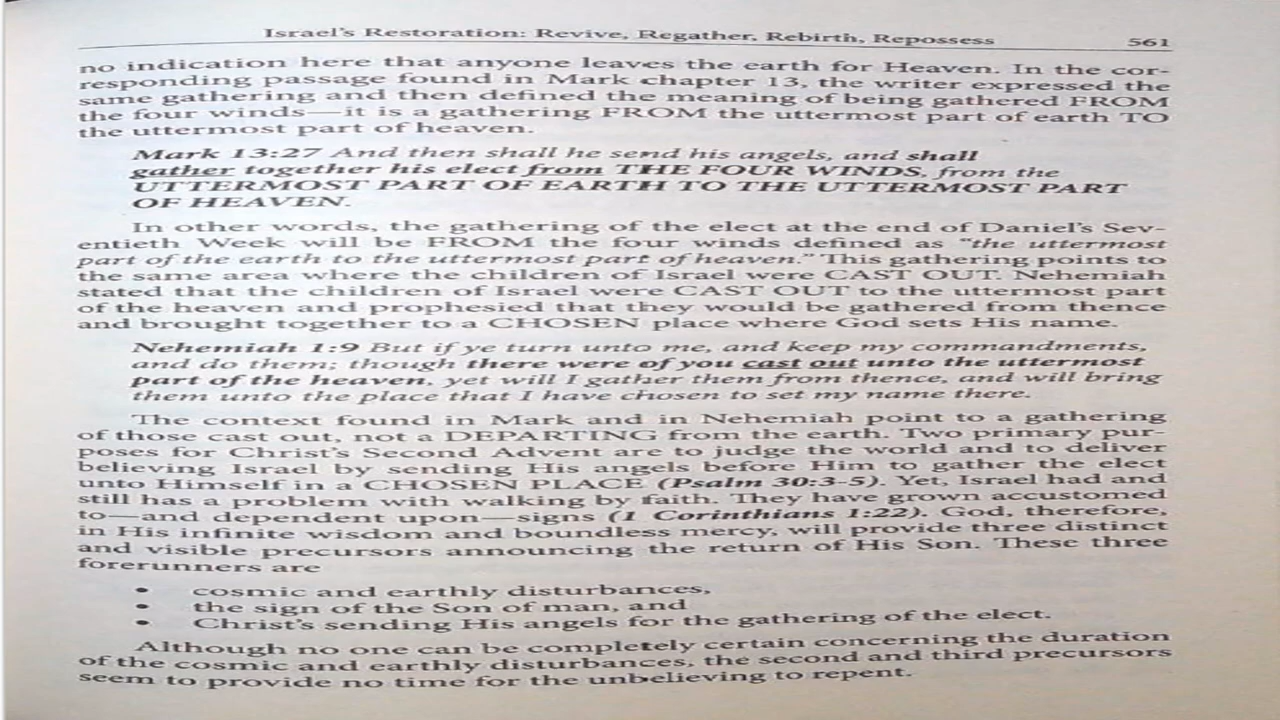 Israel's Restoration: Revive, Regather, Rebirth, Repossess 561
no indication here that anyone leaves the earth for Heaven. In the cor-
responding passage found in Mark chapter 13, the writer expressed the
same gathering and then defined the meaning of being gathered FROM
the four winds—it is a gathering FROM the uttermost part of earth TO
the uttermost part of heaven.
Mark 13:27 And then shall he send his angels, and shall
gather together his elect from THE FOUR WINDS, from the
UTTERMOST PART OF EARTH TO THE UTTERMOST PART
OF HEAVEN.
In other words, the gathering of the elect at the end of Daniel's Sev-
entieth Week will be FROM the four winds defined as "the uttermost
part of the earth to the uttermost part of heaven." This gathering points to
the same area where the children of Israel were CAST OUT. Nehemiah
stated that the children of Israel were CAST OUT to the uttermost part
of the heaven and prophesied that they would be gathered from thence
and brought together to a CHOSEN place where God sets His name.
Nehemiah 1:9 But if ye turn unto me, and keep my commandments,
and do them; though there were of you cast out unto the uttermost
part of the heaven, yet will I gather them from thence, and will bring
them unto the place that I have chosen to set my name there.
The context found in Mark and in Nehemiah point to a gathering
of those cast out, not a DEPARTING from the earth. Two primary pur-
poses for Christ's Second Advent are to judge the world and to deliver
believing Israel by sending His angels before Him to gather the elect
unto Himself in a CHOSEN PLACE (Psalm 30:3-5). Yet, Israel had and
still has a problem with walking by faith. They have grown accustomed
to—and dependent upon—signs (1 Corinthians 1:22). God, therefore,
in His infinite wisdom and boundless mercy, will provide three distinct
and visible precursors announcing the return of His Son. These three
forerunners are
• cosmic and earthly disturbances,
• the sign of the Son of man, and
• Christ's sending His angels for the gathering of the elect.
Although no one can be completely certain concerning the duration
of the cosmic and earthly disturbances, the second and third precursors
seem to provide no time for the unbelieving to repent.